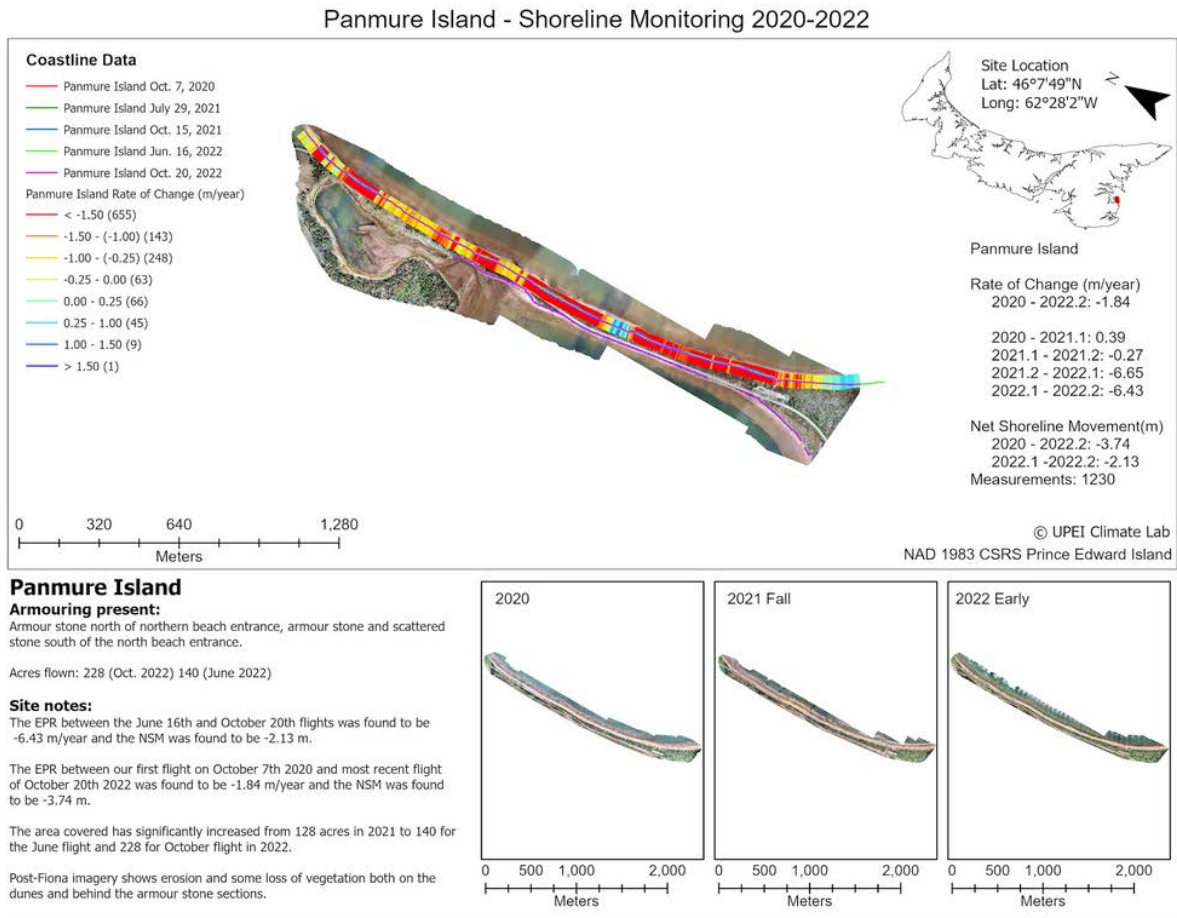 Panmure Island - Shoreline Monitoring 2020-2022
Coastline Data
Panmure Island Oct. 7, 2020
Panmure Island July 29, 2021
Panmure Island Oct. 15, 2021
Panmure Island Jun. 16, 2022
Panmure Island Oct. 20, 2022
Panmure Island Rate of Change (m/year)
< -1.50 (655)
-1.50 - (-1.00) (143)
-1.00 - (-0.25) (248)
-0.25 - 0.00 (63)
0.00 - 0.25 (66)
0.25 - 1.00 (45)
1.00 - 1.50 (9)
> 1.50 (1)
Site Location
Lat: 46°7'49"N
Long: 62°28'2"W
N
Panmure Island
Rate of Change (m/year)
2020 - 2022.2: -1.84
2020 - 2021.1: 0.39
2021.1 - 2021.2: -0.27
2021.2 - 2022.1: -6.65
2022.1 - 2022.2: -6.43
Net Shoreline Movement(m)
2020 - 2022.2: -3.74
2022.1 -2022.2: -2.13
Measurements: 1230
0 320 640 1,280
Meters
© UPEI Climate Lab
NAD 1983 CSRS Prince Edward Island
Panmure Island
Armouring present:
Armour stone north of northern beach entrance, armour stone and scattered
stone south of the north beach entrance.
Acres flown: 228 (Oct. 2022) 140 (June 2022)
Site notes:
The EPR between the June 16th and October 20th flights was found to be
-6.43 m/year and the NSM was found to be -2.13 m.
The EPR between our first flight on October 7th 2020 and most recent flight
of October 20th 2022 was found to be -1.84 m/year and the NSM was found
to be -3.74 m.
The area covered has significantly increased from 128 acres in 2021 to 140 for
the June flight and 228 for October flight in 2022.
Post-Fiona imagery shows erosion and some loss of vegetation both on the
dunes and behind the armour stone sections.
2020
0 500 1,000 2,000
Meters
2021 Fall
0 500 1,000 2,000
Meters
2022 Early
0 500 1,000 2,000
Meters